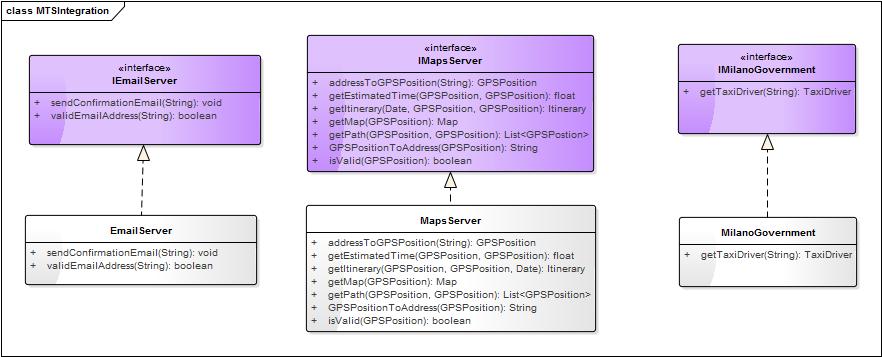 class MTSIntegration
«interface»
IEmailServer
+ sendConfirmationEmail(String): void
+ validEmailAddress(String): boolean
EmailServer
+ sendConfirmationEmail(String): void
+ validEmailAddress(String): boolean
«interface»
IMapsServer
+ addressToGPSPosition(String): GPSPosition
+ getEstimatedTime(GPSPosition, GPSPosition): float
+ getItinerary(Date, GPSPosition, GPSPosition): Itinerary
+ getMap(GPSPosition): Map
+ getPath(GPSPosition, GPSPosition): List<GPSPostion>
+ GPSPositionToAddress(GPSPosition): String
+ isValid(GPSPosition): boolean
MapsServer
+ addressToGPSPosition(String): GPSPosition
+ getEstimatedTime(GPSPosition, GPSPosition): float
+ getItinerary(GPSPosition, GPSPosition, Date): Itinerary
+ getMap(GPSPosition): Map
+ getPath(GPSPosition, GPSPosition): List<GPSPosition>
+ GPSPositionToAddress(GPSPosition): String
+ isValid(GPSPosition): boolean
«interface»
IMilanoGovernment
+ getTaxiDriver(String): TaxiDriver
MilanoGovernment
+ getTaxiDriver(String): TaxiDriver